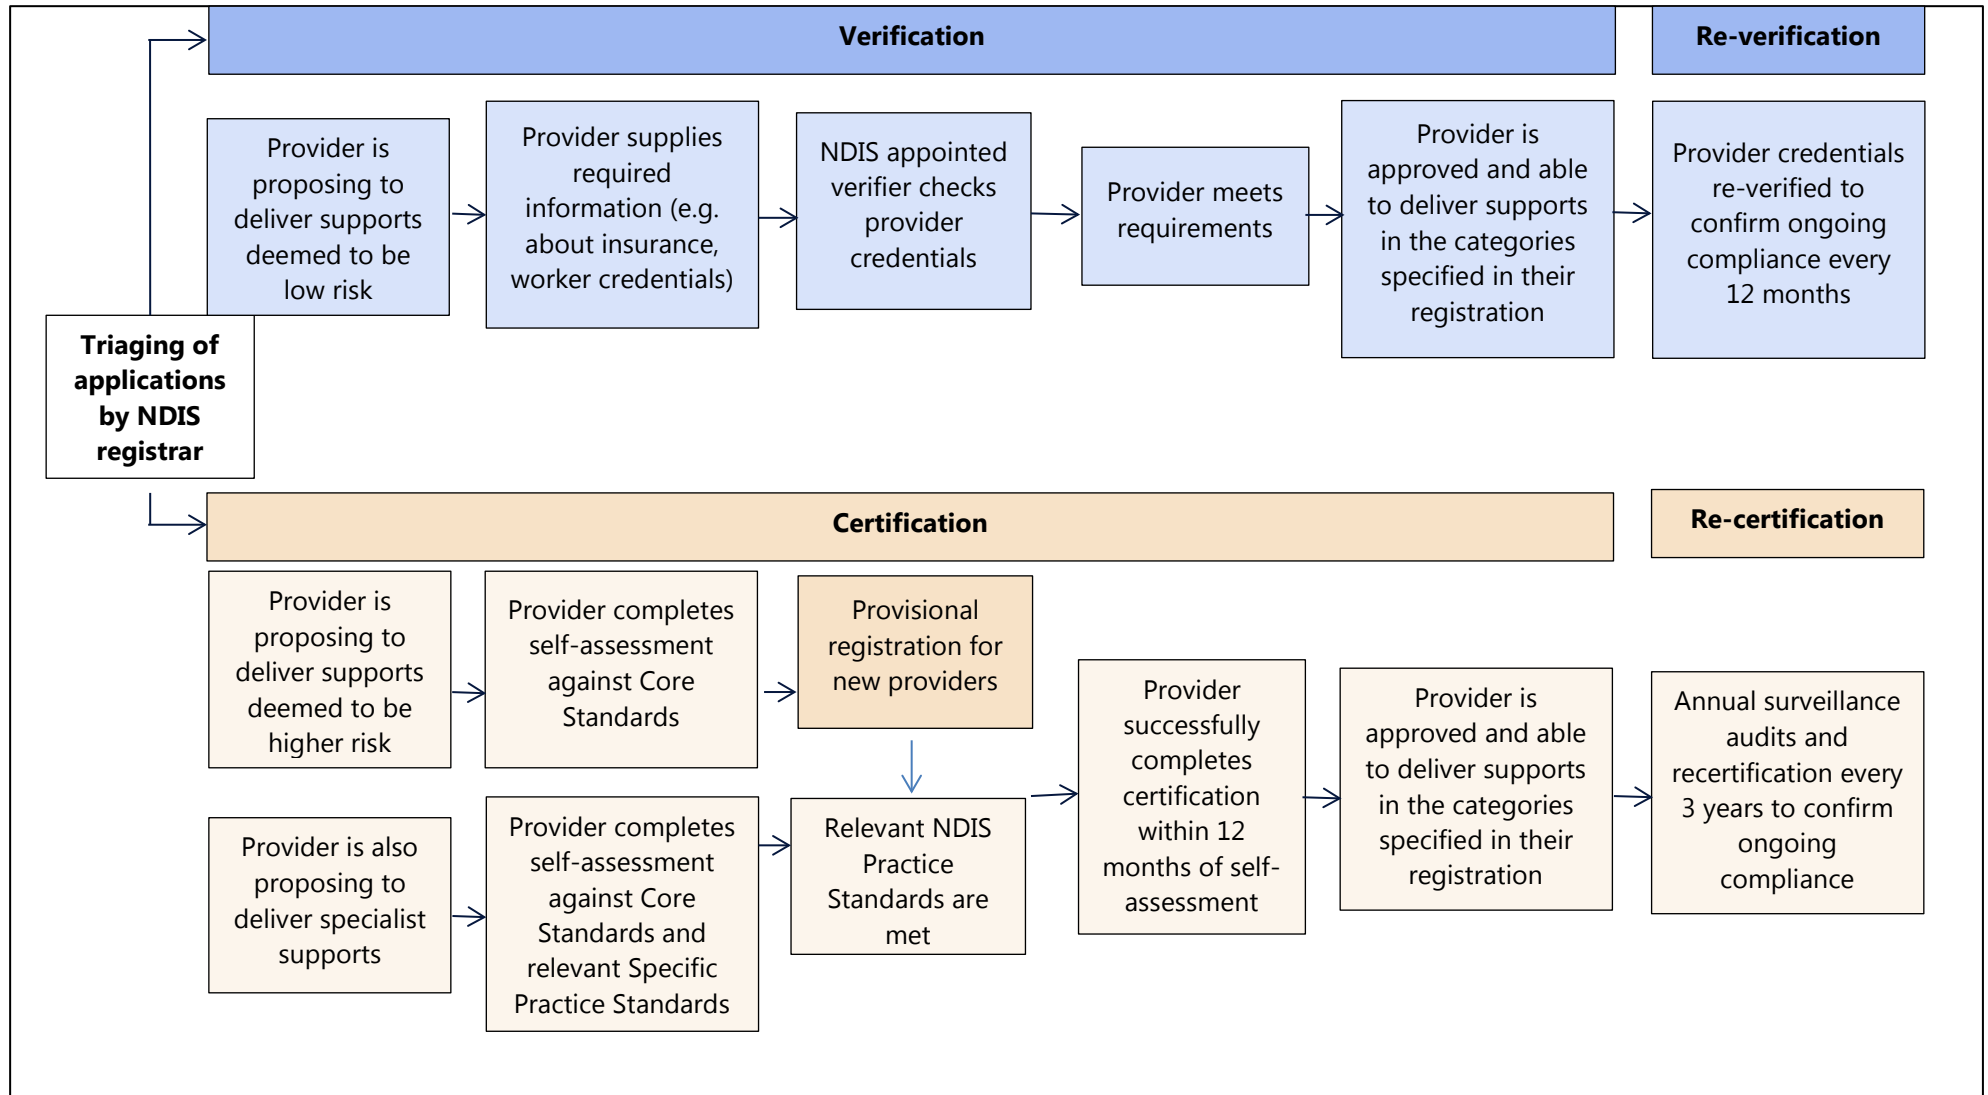 Verification
Re-verification
Provider is
proposing to
deliver supports
deemed to be
low risk
Provider supplies
required
information (e.g.
about insurance,
worker credentials)
NDIS appointed
verifier checks
provider
credentials
Provider meets
requirements
Provider is
approved and able
to deliver supports
in the categories
specified in their
registration
Provider credentials
re-verified to
confirm ongoing
compliance every
12 months
Triaging of
applications
by NDIS
registrar
Certification
Re-certification
Provider is
proposing to
deliver supports
deemed to be
higher risk
Provider completes
self-assessment
against Core
Standards
Provisional
registration for
new providers
Provider is also
proposing to
deliver specialist
supports
Provider completes
self-assessment
against Core
Standards and
relevant Specific
Practice Standards
Relevant NDIS
Practice
Standards are
met
Provider
successfully
completes
certification
within 12
months of self-
assessment
Provider is
approved and able
to deliver supports
in the categories
specified in their
registration
Annual surveillance
audits and
recertification every
3 years to confirm
ongoing
compliance